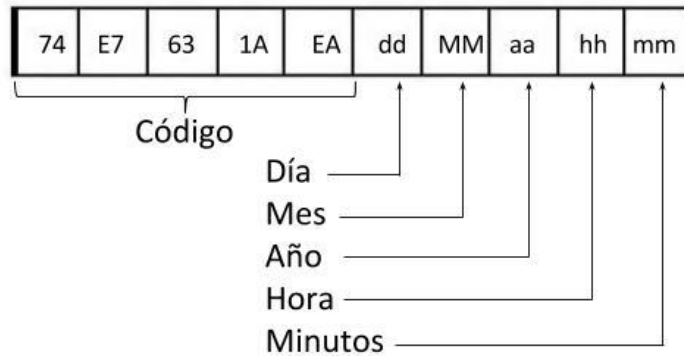 74 E7 63 1A EA dd MM aa hh mm
Código
Día
Mes
Año
Hora
Minutos